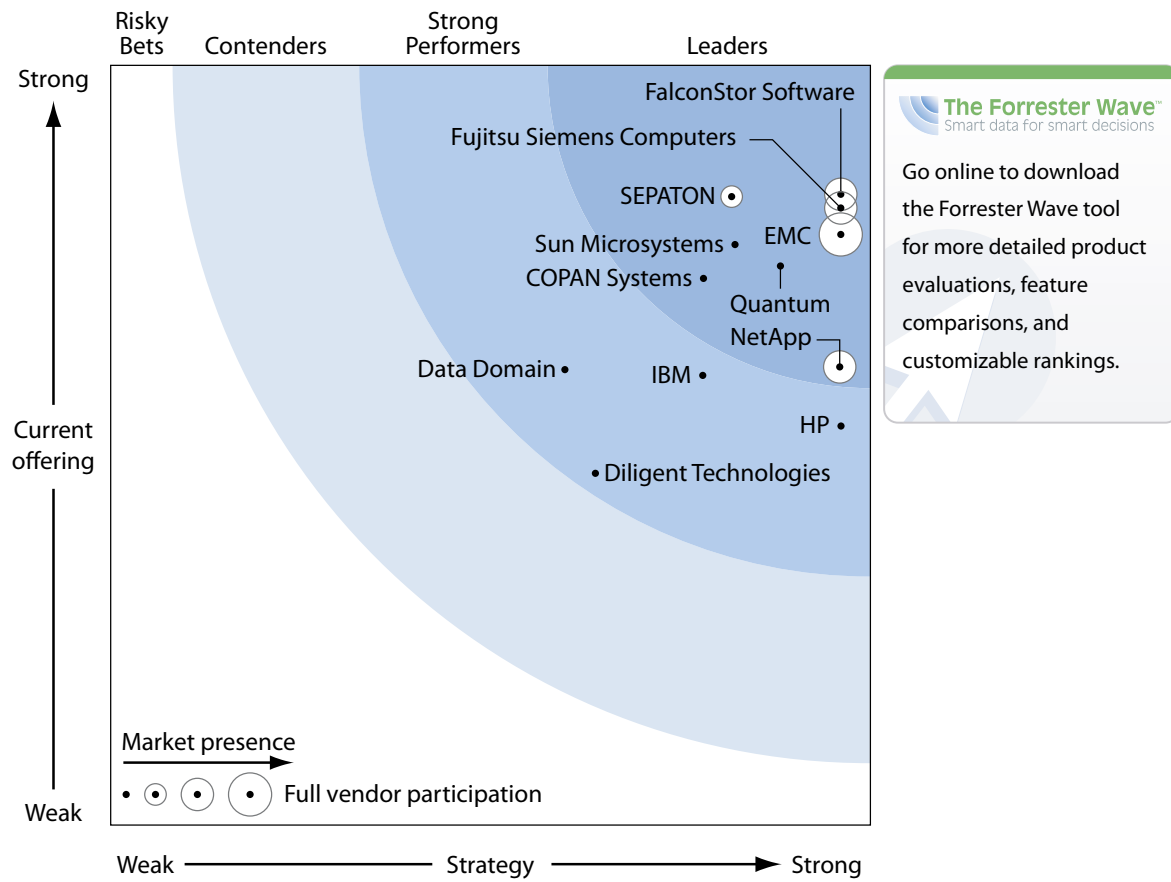 Risky
Bets
Contenders
Strong
Performers
Leaders
Strong
Current
offering
Weak
FalconStor Software
Fujitsu Siemens Computers
SEPATON
Sun Microsystems
EMC
COPAN Systems
Quantum
NetApp
Data Domain
IBM
HP
Diligent Technologies
Market presence
Full vendor participation
Weak
Strategy
Strong
The Forrester Wave™
Smart data for smart decisions
Go online to download
the Forrester Wave tool
for more detailed product
evaluations, feature
comparisons, and
customizable rankings.